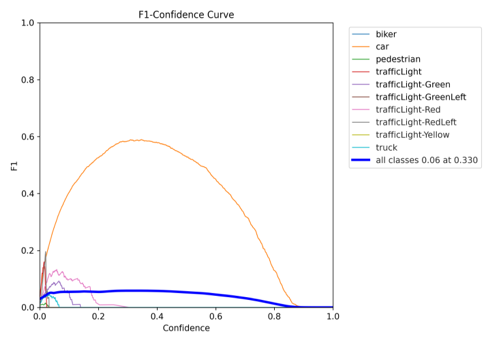 F1-Confidence Curve
1.0
0.8
0.6
0.4
0.2
0.0
F1
0.0 0.2 0.4 0.6 0.8 1.0
Confidence
biker
car
pedestrian
trafficLight
trafficLight-Green
trafficLight-GreenLeft
trafficLight-Red
trafficLight-RedLeft
trafficLight-Yellow
truck
all classes 0.06 at 0.330